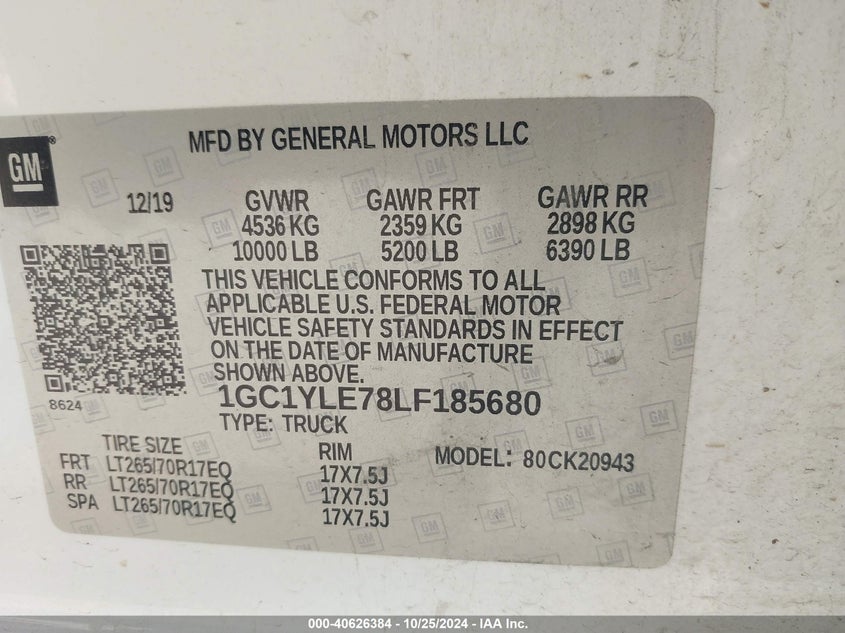 MFD BY GENERAL MOTORS LLC
GM
12/19 GVWR GAWR FRT GAWR RR
4536 KG 2359 KG 2898 KG
10000 LB 5200 LB 6390 LB
THIS VEHICLE CONFORMS TO ALL
APPLICABLE U.S. FEDERAL MOTOR
VEHICLE SAFETY STANDARDS IN EFFECT
ON THE DATE OF MANUFACTURE
SHOWN ABOVE.
8624
1GC1YLE78LF185680
TYPE: TRUCK
TIRE SIZE RIM MODEL: 80CK20943
FRT LT265/70R17EQ 17X7.5J
RR LT265/70R17EQ 17X7.5J
SPA LT265/70R17EQ 17X7.5J
000-40626384 - 10/25/2024 - IAA Inc.